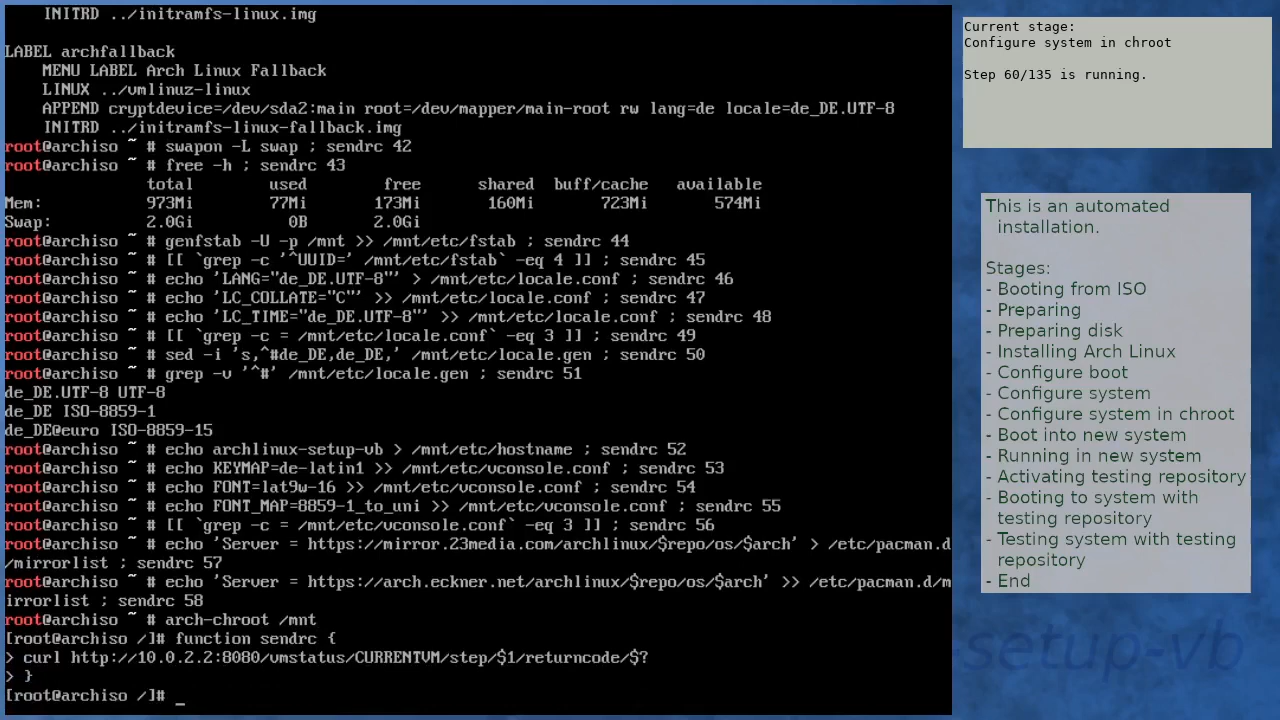 INITRD ../initramfs-linux.img

LABEL archfallback
    MENU LABEL Arch Linux Fallback
    LINUX ../vmlinuz-linux
    APPEND cryptdevice=/dev/sda2:main root=/dev/mapper/main-root rw lang=de locale=de_DE.UTF-8
    INITRD ../initramfs-linux-fallback.img
root@archiso ~ # swapon -L swap ; sendrc 42
root@archiso ~ # free -h ; sendrc 43
               total        used        free      shared  buff/cache   available
Mem:           973Mi        77Mi       173Mi       160Mi       723Mi       574Mi
Swap:          2.0Gi          0B       2.0Gi
root@archiso ~ # genfstab -U -p /mnt >> /mnt/etc/fstab ; sendrc 44
root@archiso ~ # [[ `grep -c '^UUID=' /mnt/etc/fstab` -eq 4 ]] ; sendrc 45
root@archiso ~ # echo 'LANG="de_DE.UTF-8"' > /mnt/etc/locale.conf ; sendrc 46
root@archiso ~ # echo 'LC_COLLATE="C"' >> /mnt/etc/locale.conf ; sendrc 47
root@archiso ~ # echo 'LC_TIME="de_DE.UTF-8"' >> /mnt/etc/locale.conf ; sendrc 48
root@archiso ~ # [[ `grep -c = /mnt/etc/locale.conf` -eq 3 ]] ; sendrc 49
root@archiso ~ # sed -i 's,^#de_DE,de_DE,' /mnt/etc/locale.gen ; sendrc 50
root@archiso ~ # grep -v '^#' /mnt/etc/locale.gen ; sendrc 51
de_DE.UTF-8 UTF-8
de_DE ISO-8859-1
de_DE@euro ISO-8859-15
root@archiso ~ # echo archlinux-setup-vb > /mnt/etc/hostname ; sendrc 52
root@archiso ~ # echo KEYMAP=de-latin1 >> /mnt/etc/vconsole.conf ; sendrc 53
root@archiso ~ # echo FONT=lat9w-16 >> /mnt/etc/vconsole.conf ; sendrc 54
root@archiso ~ # echo FONT_MAP=8859-1_to_uni >> /mnt/etc/vconsole.conf ; sendrc 55
root@archiso ~ # [[ `grep -c = /mnt/etc/vconsole.conf` -eq 3 ]] ; sendrc 56
root@archiso ~ # echo 'Server = https://mirror.23media.com/archlinux/$repo/os/$arch' > /etc/pacman.d
/mirrorlist ; sendrc 57
root@archiso ~ # echo 'Server = https://arch.eckner.net/archlinux/$repo/os/$arch' >> /etc/pacman.d/m
irrorlist ; sendrc 58
root@archiso ~ # arch-chroot /mnt
[root@archiso /]# function sendrc {
> curl http://10.0.2.2:8080/vmstatus/CURRENTVM/step/$1/returncode/$?
> }
[root@archiso /]# _
Current stage:
Configure system in chroot

Step 60/135 is running.
This is an automated
installation.

Stages:
- Booting from ISO
- Preparing
- Preparing disk
- Installing Arch Linux
- Configure boot
- Configure system
- Configure system in chroot
- Boot into new system
- Running in new system
- Activating testing repository
- Booting to system with
testing repository
- Testing system with testing
repository
- End
-setup-vb